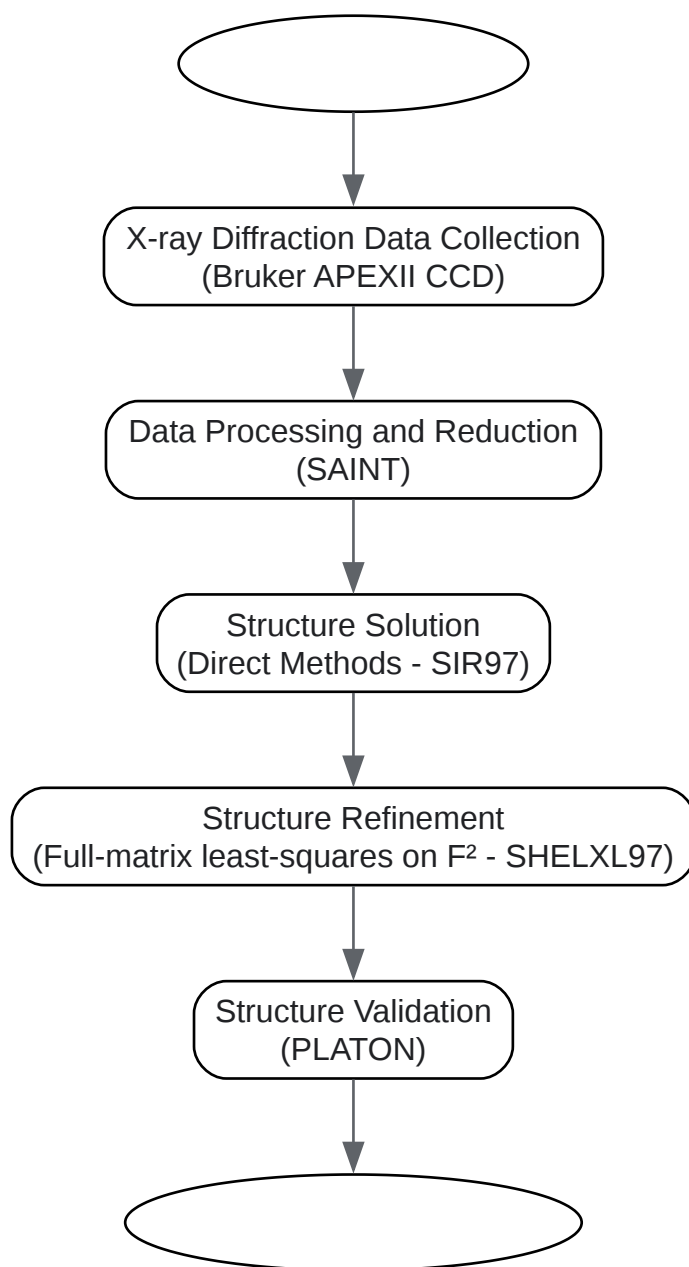 X-ray Diffraction Data Collection
(Bruker APEXII CCD)
Data Processing and Reduction
(SAINT)
Structure Solution
(Direct Methods - SIR97)
Structure Refinement
(Full-matrix least-squares on F² - SHELXL97)
Structure Validation
(PLATON)